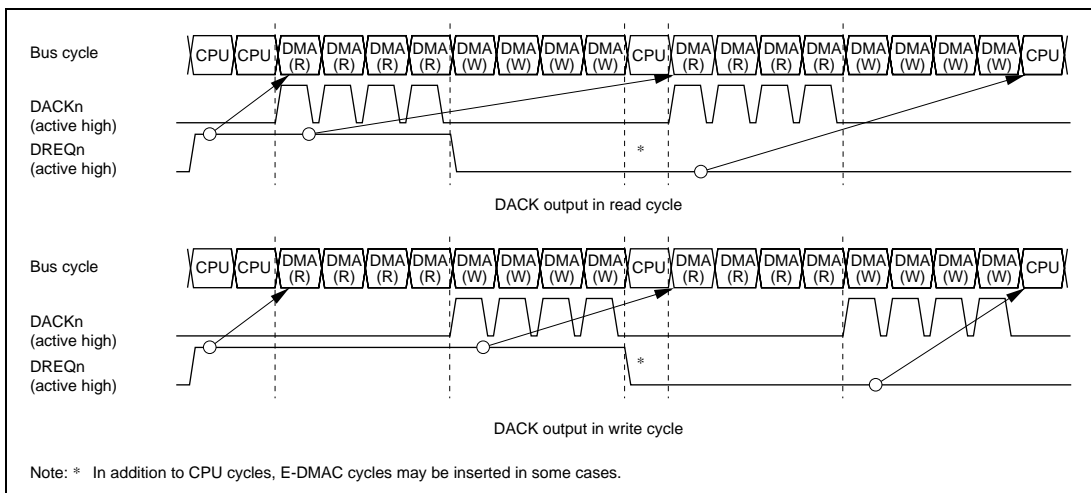 Bus cycle
CPU CPU DMA (R) DMA (R) DMA (R) DMA (R) DMA (W) DMA (W) DMA (W) DMA (W) CPU DMA (R) DMA (R) DMA (R) DMA (R) DMA (W) DMA (W) DMA (W) DMA (W) CPU
DACKn
(active high)
DREQn
(active high)
*
DACK output in read cycle
Bus cycle
CPU CPU DMA (R) DMA (R) DMA (R) DMA (R) DMA (W) DMA (W) DMA (W) DMA (W) CPU DMA (R) DMA (R) DMA (R) DMA (R) DMA (W) DMA (W) DMA (W) DMA (W) CPU
DACKn
(active high)
DREQn
(active high)
*
DACK output in write cycle
Note: * In addition to CPU cycles, E-DMAC cycles may be inserted in some cases.